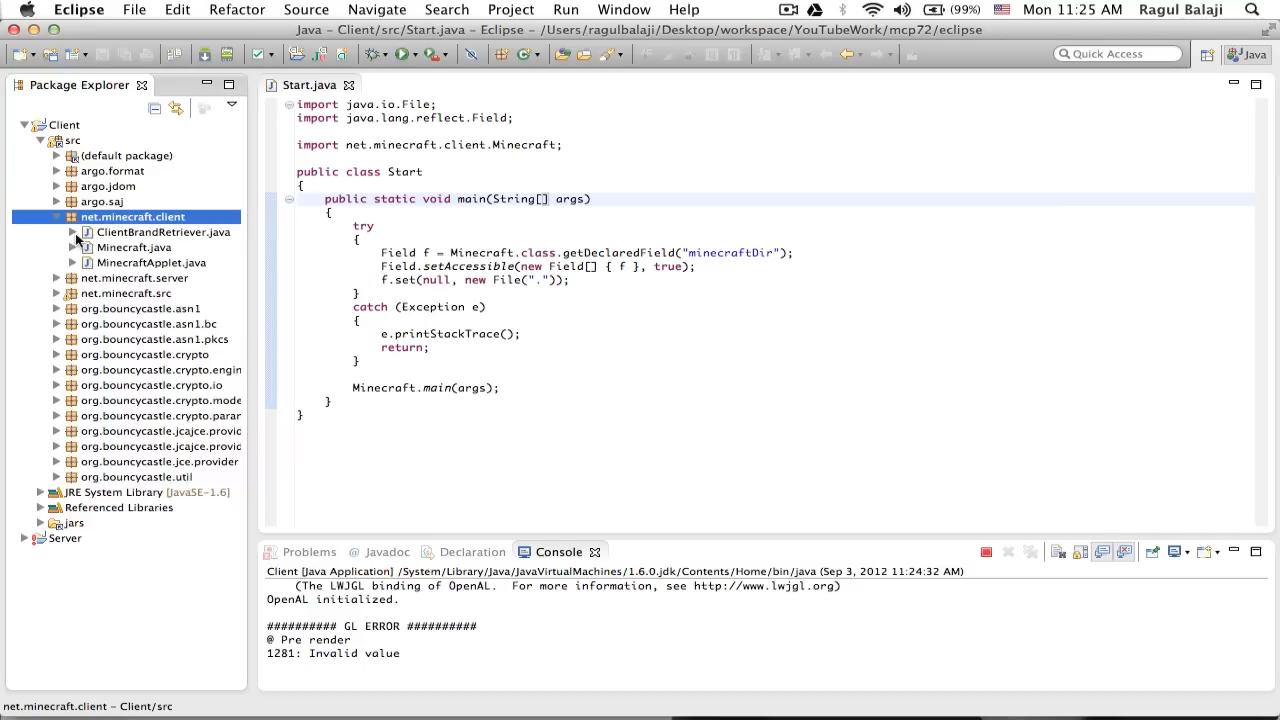 Eclipse File Edit Refactor Source Navigate Search Project Run Window Help (99%) Mon 11:25 AM Ragul Balaji
Java - Client/src/Start.java - Eclipse - /Users/ragulbalaji/Desktop/workspace/YouTubeWork/mcp72/eclipse
Quick Access Java
Package Explorer
Client
src
(default package)
argo.format
argo.jdom
argo.saj
net.minecraft.client
ClientBrandRetriever.java
Minecraft.java
MinecraftApplet.java
net.minecraft.server
net.minecraft.src
org.bouncycastle.asn1
org.bouncycastle.asn1.bc
org.bouncycastle.asn1.pkcs
org.bouncycastle.crypto
org.bouncycastle.crypto.engin
org.bouncycastle.crypto.io
org.bouncycastle.crypto.mode
org.bouncycastle.crypto.parar
org.bouncycastle.jcajce.provid
org.bouncycastle.jcajce.provid
org.bouncycastle.jce.provider
org.bouncycastle.util
JRE System Library [JavaSE-1.6]
Referenced Libraries
jars
Server
Start.java
import java.io.File;
import java.lang.reflect.Field;
import net.minecraft.client.Minecraft;
public class Start
{
public static void main(String[] args)
{
try
{
Field f = Minecraft.class.getDeclaredField("minecraftDir");
Field.setAccessible(new Field[] { f }, true);
f.set(null, new File("."));
}
catch (Exception e)
{
e.printStackTrace();
return;
}
Minecraft.main(args);
}
}
Problems @ Javadoc Declaration Console
Client [Java Application] /System/Library/Java/JavaVirtualMachines/1.6.0.jdk/Contents/Home/bin/java (Sep 3, 2012 11:24:32 AM)
(The LWJGL binding of OpenAL. For more information, see http://www.lwjgl.org)
OpenAL initialized.
########## GL ERROR ##########
@ Pre render
1281: Invalid value
net.minecraft.client - Client/src